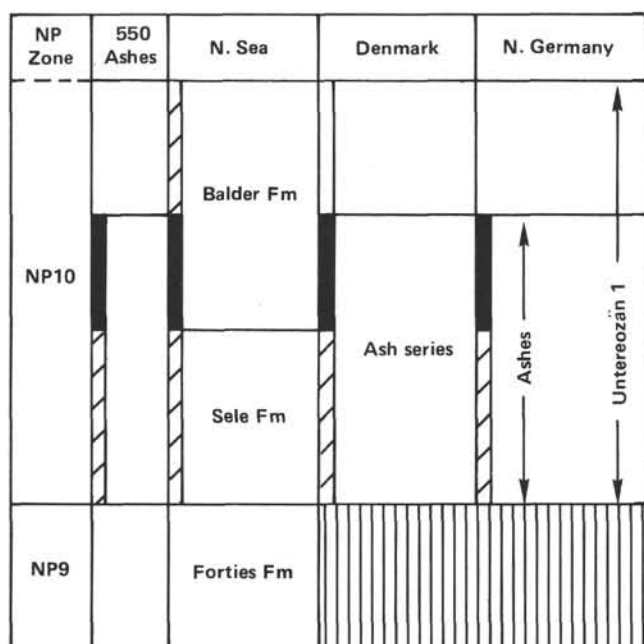 NP
Zone
550
Ashes
N. Sea
Denmark
N. Germany
Balder Fm
NP10
Ash series
Ashes
Untereozän 1
Sele Fm
NP9
Forties Fm